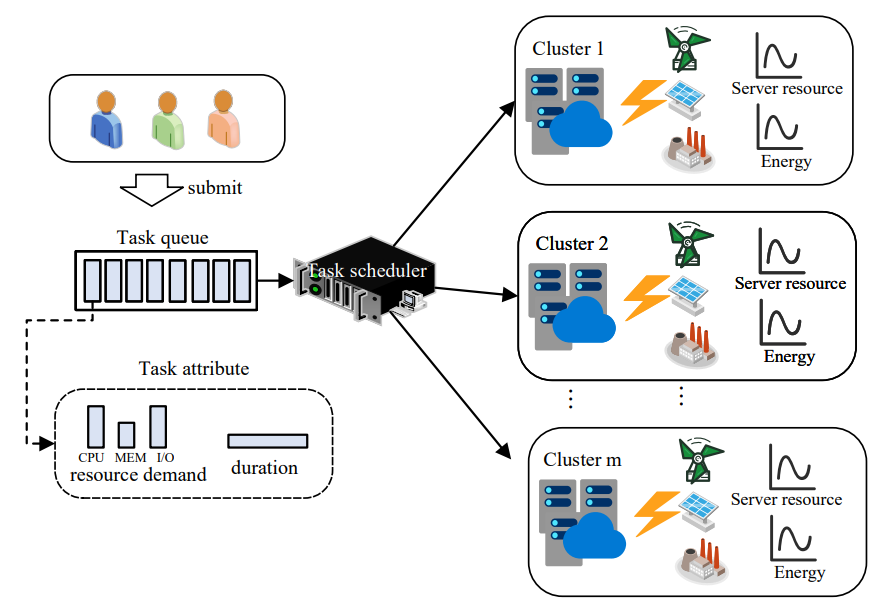 submit
Task queue
Task scheduler
Task attribute
CPU MEM I/O
resource demand
duration
Cluster 1
Server resource
Energy
Cluster 2
Server resource
Energy
Cluster m
Server resource
Energy